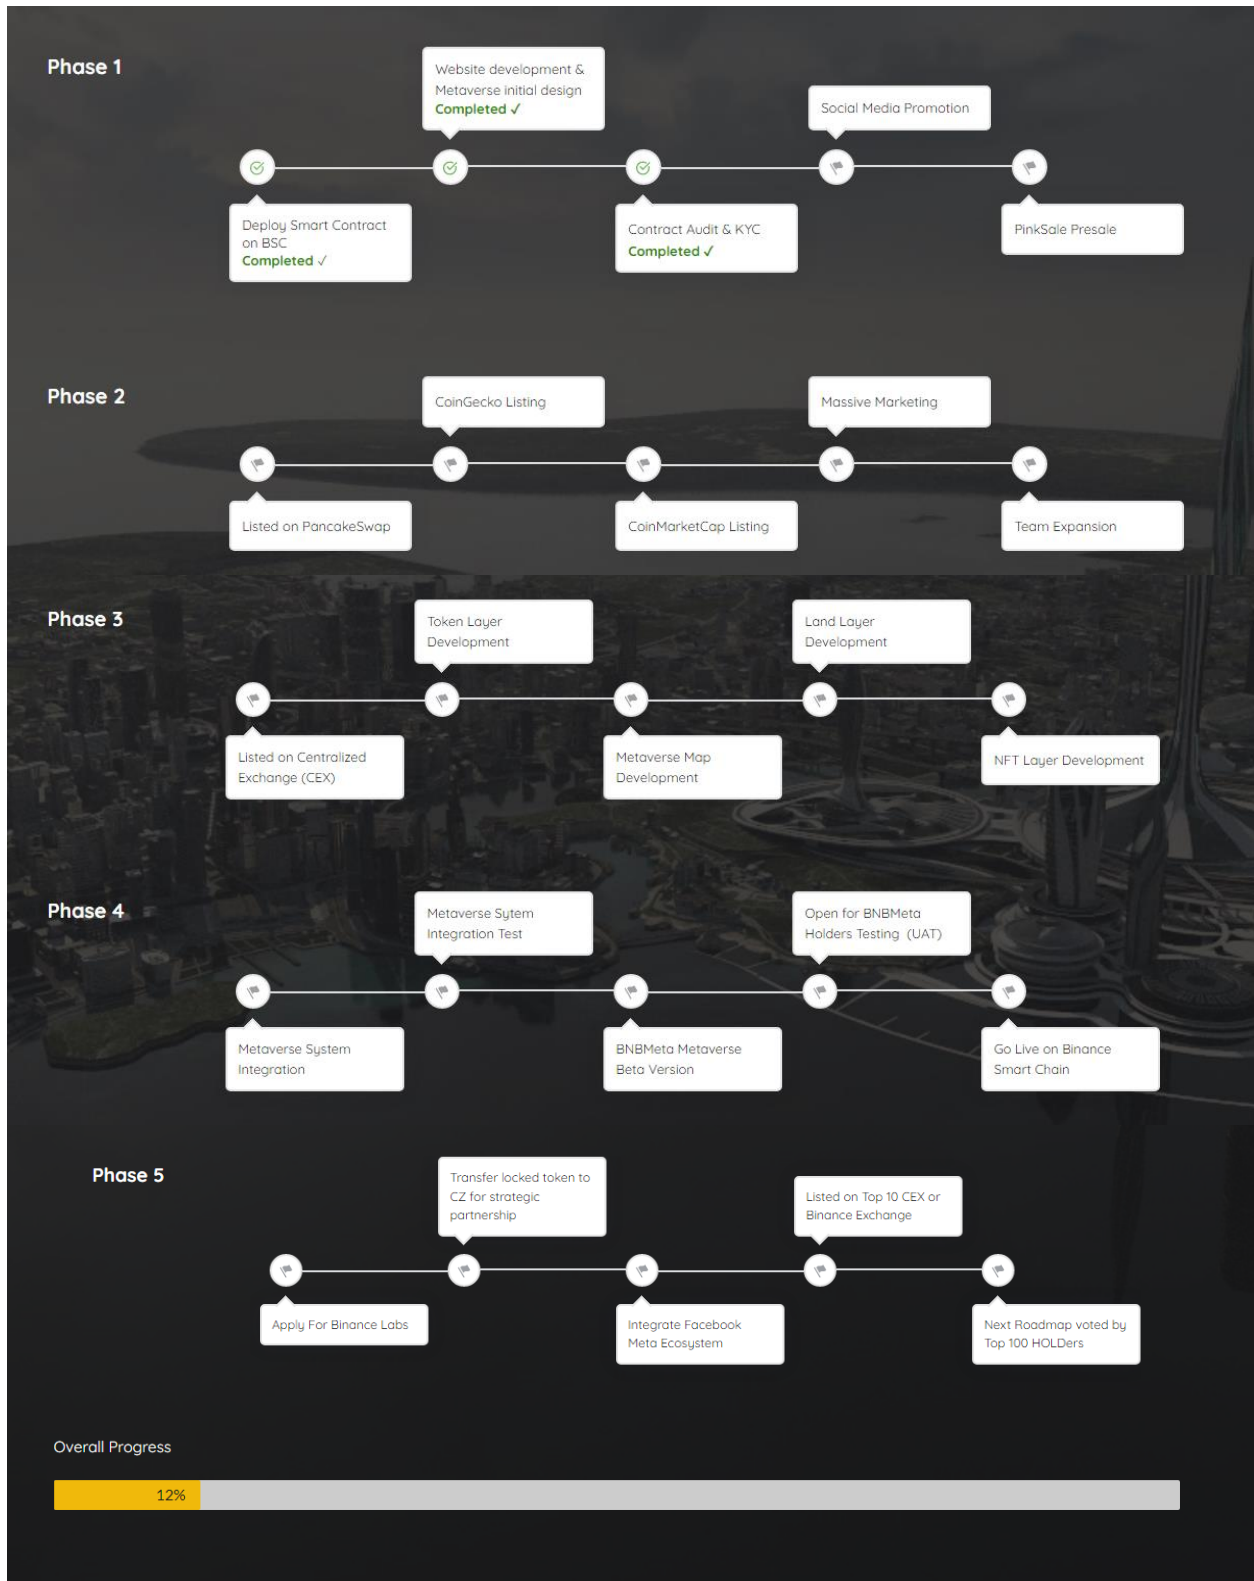 Phase 1
Website development &
Metaverse initial design
Completed ✓
Social Media Promotion
Deploy Smart Contract
on BSC
Completed ✓
Contract Audit & KYC
Completed ✓
PinkSale Presale
Phase 2
CoinGecko Listing
Massive Marketing
Listed on PancakeSwap
CoinMarketCap Listing
Team Expansion
Phase 3
Token Layer
Development
Land Layer
Development
Listed on Centralized
Exchange (CEX)
Metaverse Map
Development
NFT Layer Development
Phase 4
Metaverse Sytem
Integration Test
Open for BNBMeta
Holders Testing (UAT)
Metaverse System
Integration
BNBMeta Metaverse
Beta Version
Go Live on Binance
Smart Chain
Phase 5
Transfer locked token to
CZ for strategic
partnership
Listed on Top 10 CEX or
Binance Exchange
Apply For Binance Labs
Integrate Facebook
Meta Ecosystem
Next Roadmap voted by
Top 100 HOLDers
Overall Progress
12%